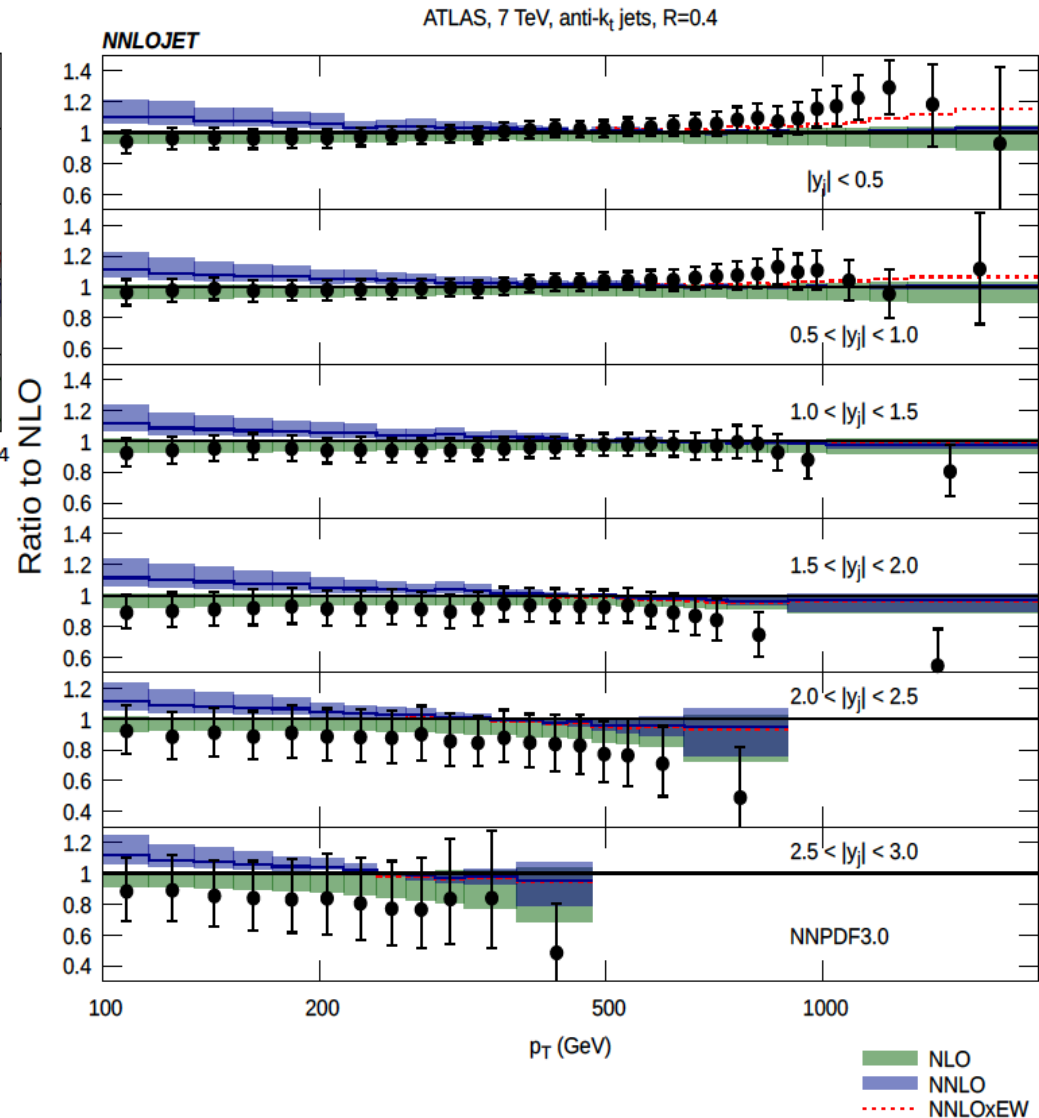 ATLAS, 7 TeV, anti-kt jets, R=0.4
NNLOJET
1.4
1.2
1
0.8
0.6
|yj| < 0.5
1.4
1.2
1
0.8
0.6
0.5 < |yj| < 1.0
1.4
1.2
1
0.8
0.6
1.0 < |yj| < 1.5
1.4
1.2
1
0.8
0.6
1.5 < |yj| < 2.0
1.2
1
0.8
0.6
0.4
2.0 < |yj| < 2.5
1.2
1
0.8
0.6
0.4
2.5 < |yj| < 3.0
NNPDF3.0
Ratio to NLO
4
100 200 500 1000
pT (GeV)
NLO
NNLO
NNLOxEW